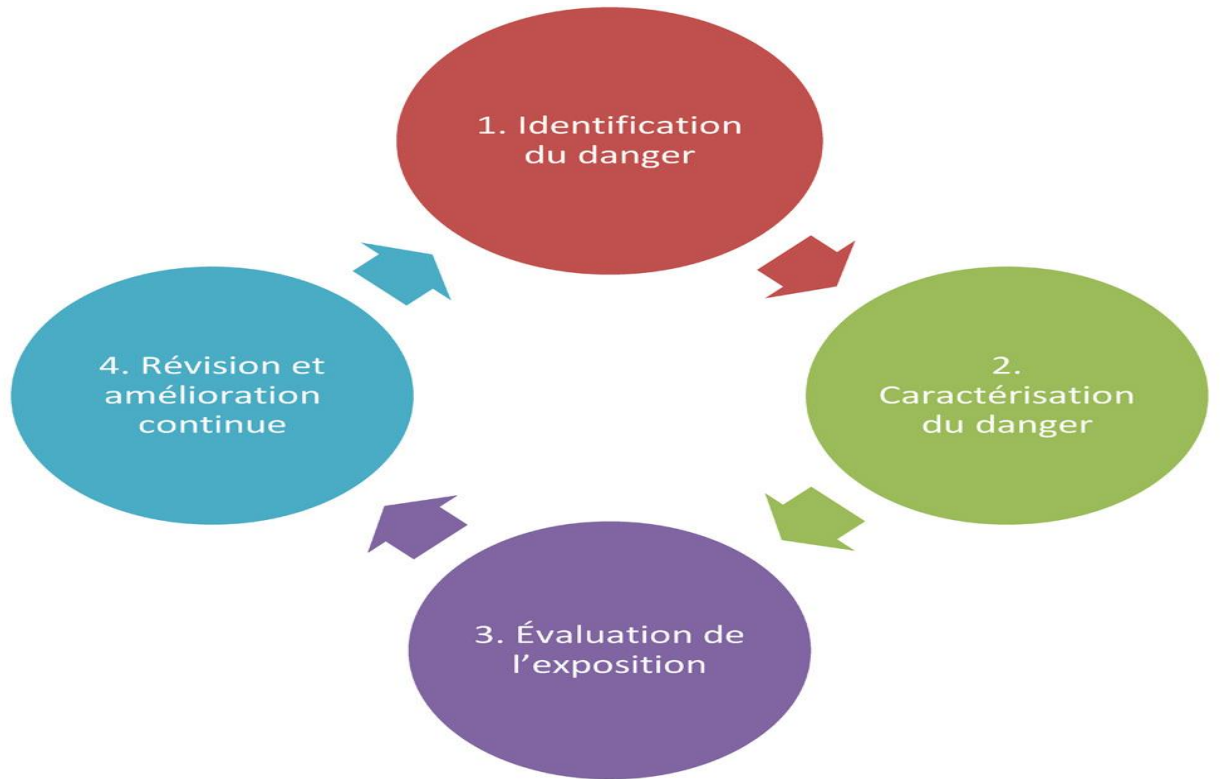 1. Identification
du danger
2.
Caractérisation
du danger
3. Évaluation de
l’exposition
4. Révision et
amélioration
continue